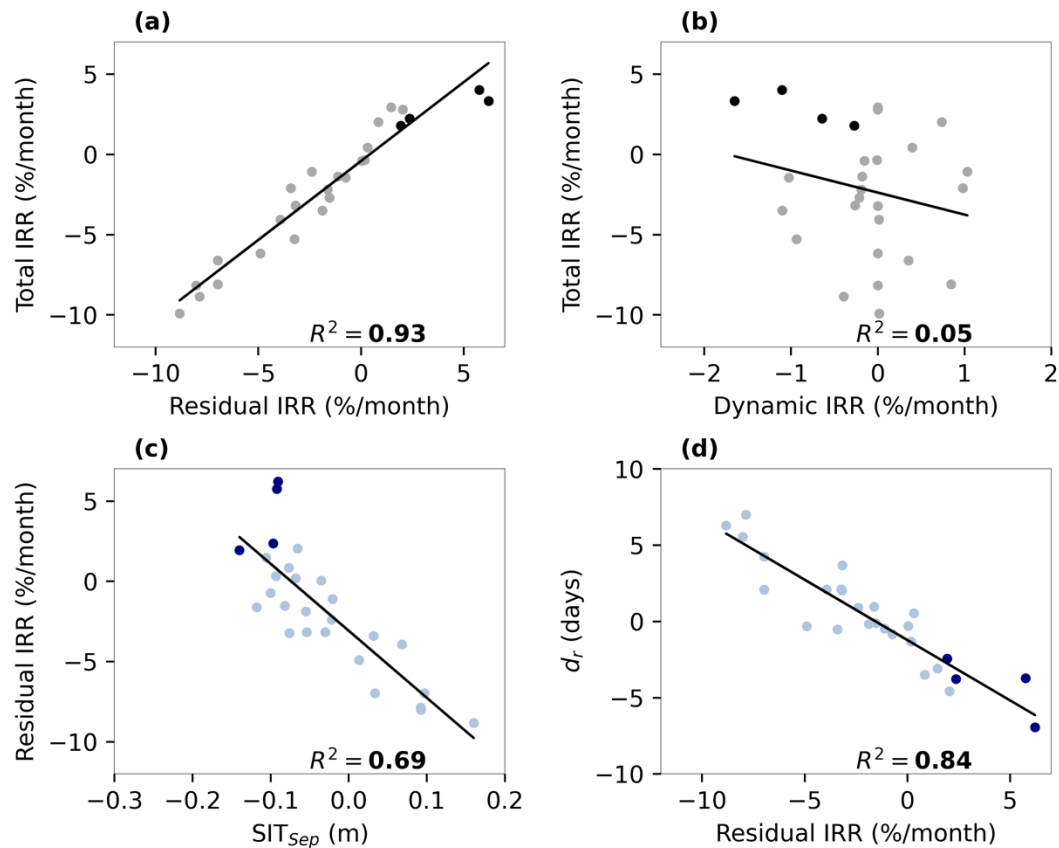 (a)
5
0
−5
−10
Total IRR (%/month)
R² = 0.93
−10 −5 0 5
Residual IRR (%/month)
(b)
5
0
−5
−10
Total IRR (%/month)
R² = 0.05
−2 −1 0 1 2
Dynamic IRR (%/month)
(c)
5
0
−5
−10
Residual IRR (%/month)
R² = 0.69
−0.3 −0.2 −0.1 0.0 0.1 0.2
SIT_Sep (m)
(d)
10
5
0
−5
−10
d_r (days)
R² = 0.84
−10 −5 0 5
Residual IRR (%/month)